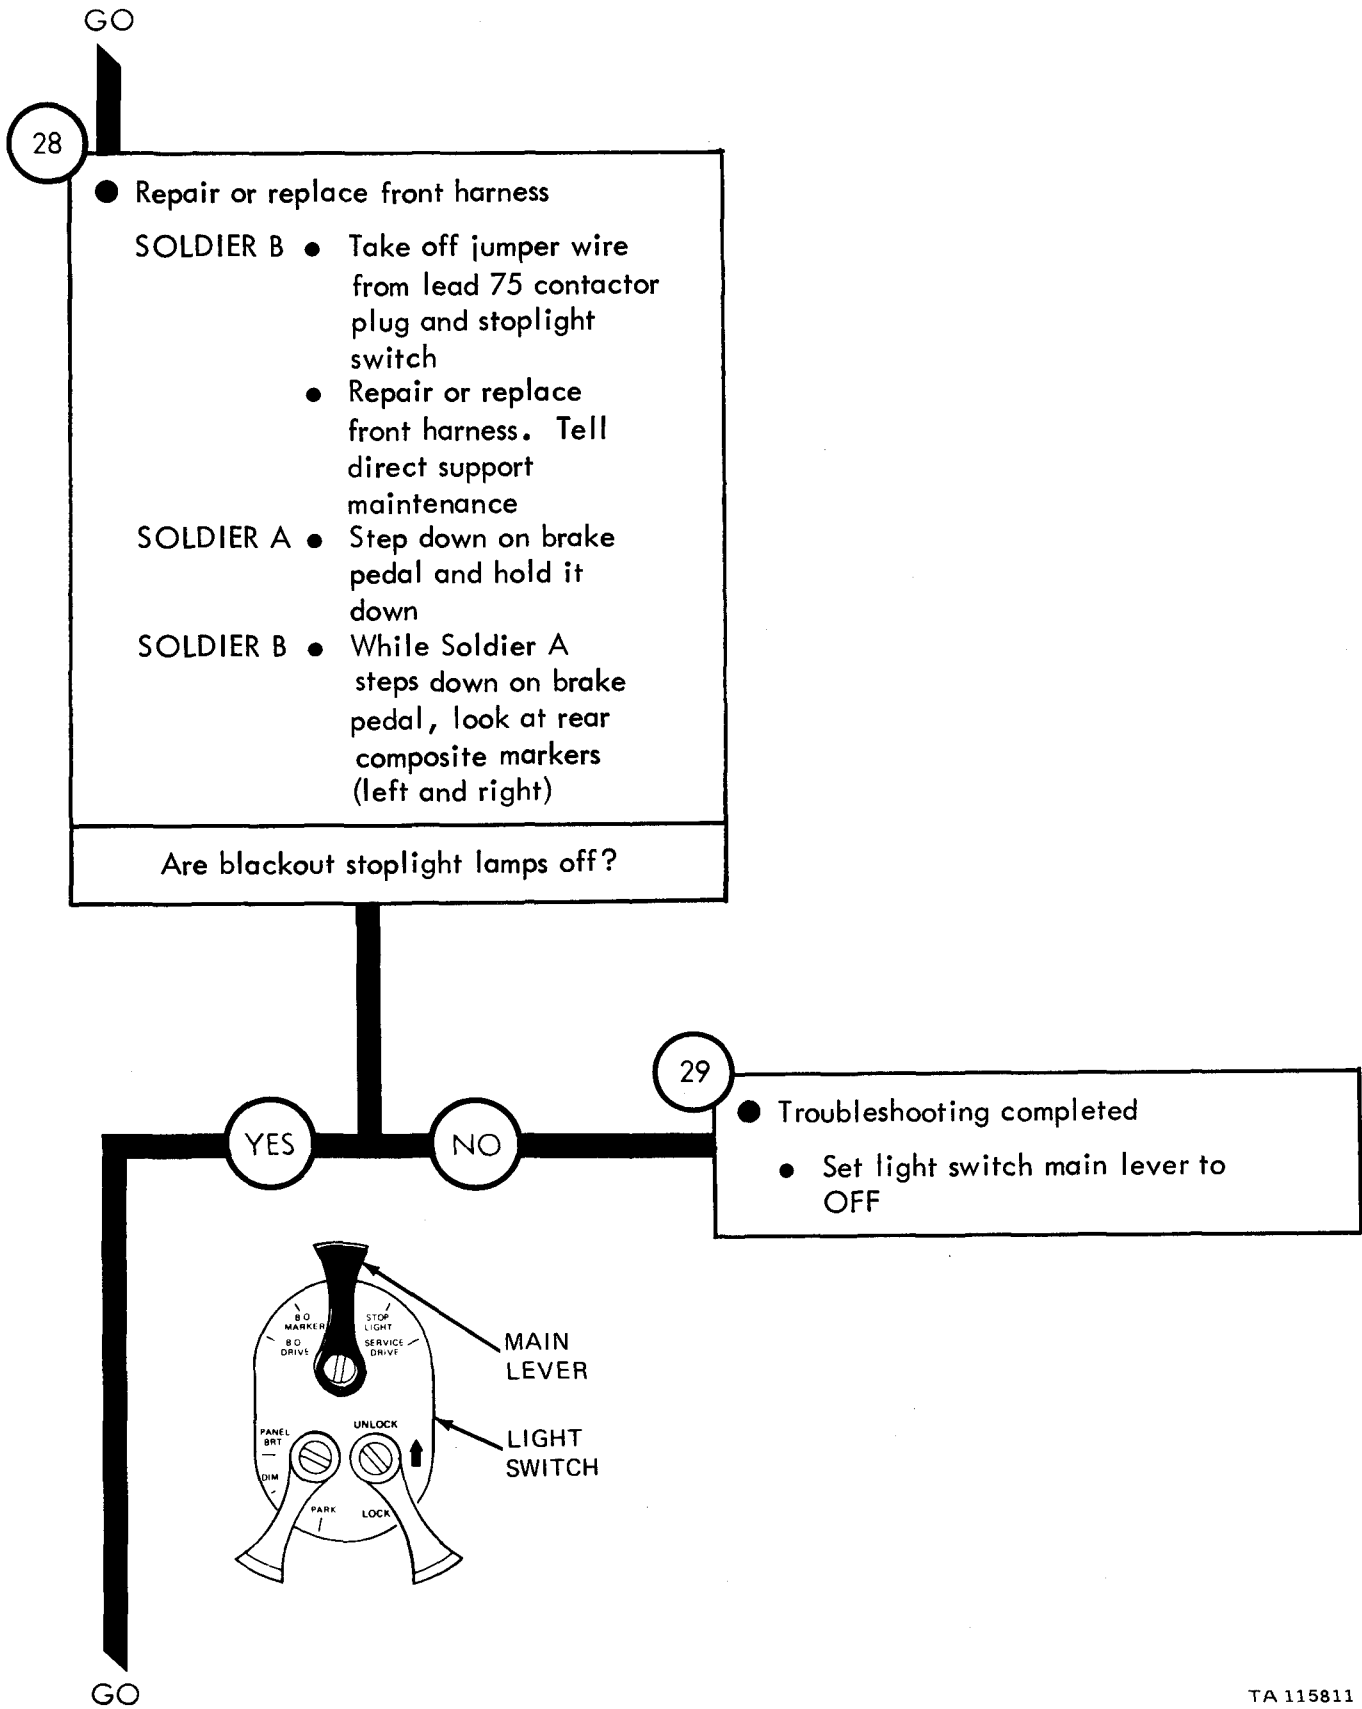 GO
28
● Repair or replace front harness
SOLDIER B ● Take off jumper wire
from lead 75 contactor
plug and stoplight
switch
● Repair or replace
front harness. Tell
direct support
maintenance
SOLDIER A ● Step down on brake
pedal and hold it
down
SOLDIER B ● While Soldier A
steps down on brake
pedal, look at rear
composite markers
(left and right)
Are blackout stoplight lamps off?
YES
NO
29
● Troubleshooting completed
● Set light switch main lever to
OFF
BO
MARKER
STOP
LIGHT
BO
DRIVE
SERVICE
DRIVE
MAIN
LEVER
UNLOCK
PANEL
BRT
LIGHT
SWITCH
DIM
PARK
LOCK
GO
TA 115811